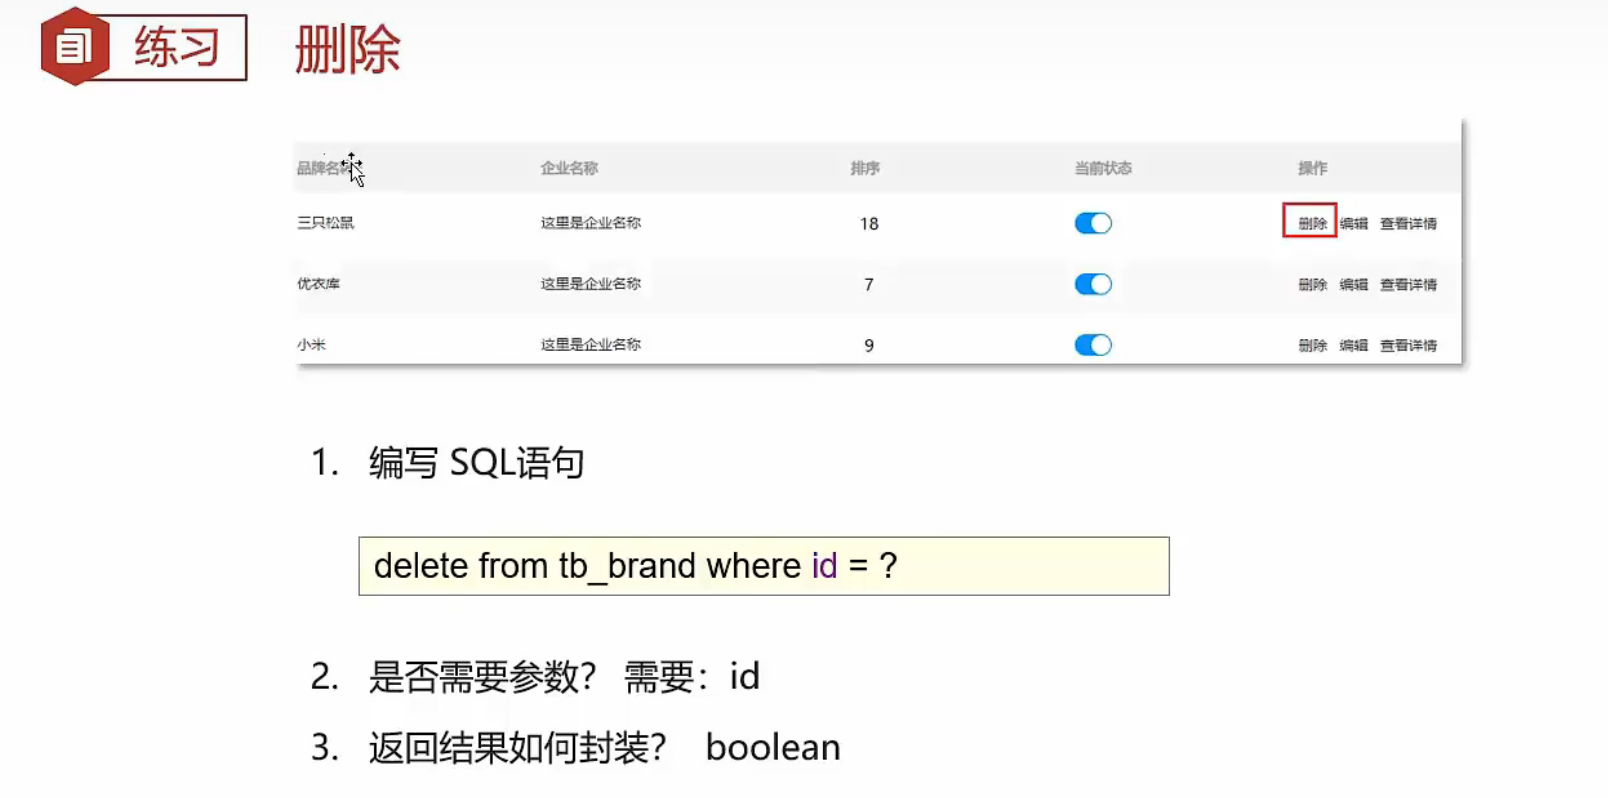 练习 删除
品牌名称 企业名称 排序 当前状态 操作
三只松鼠 这里是企业名称 18 删除 编辑 查看详情
优衣库 这里是企业名称 7 删除 编辑 查看详情
小米 这里是企业名称 9 删除 编辑 查看详情
1. 编写 SQL语句
delete from tb_brand where id = ?
2. 是否需要参数? 需要：id
3. 返回结果如何封装? boolean